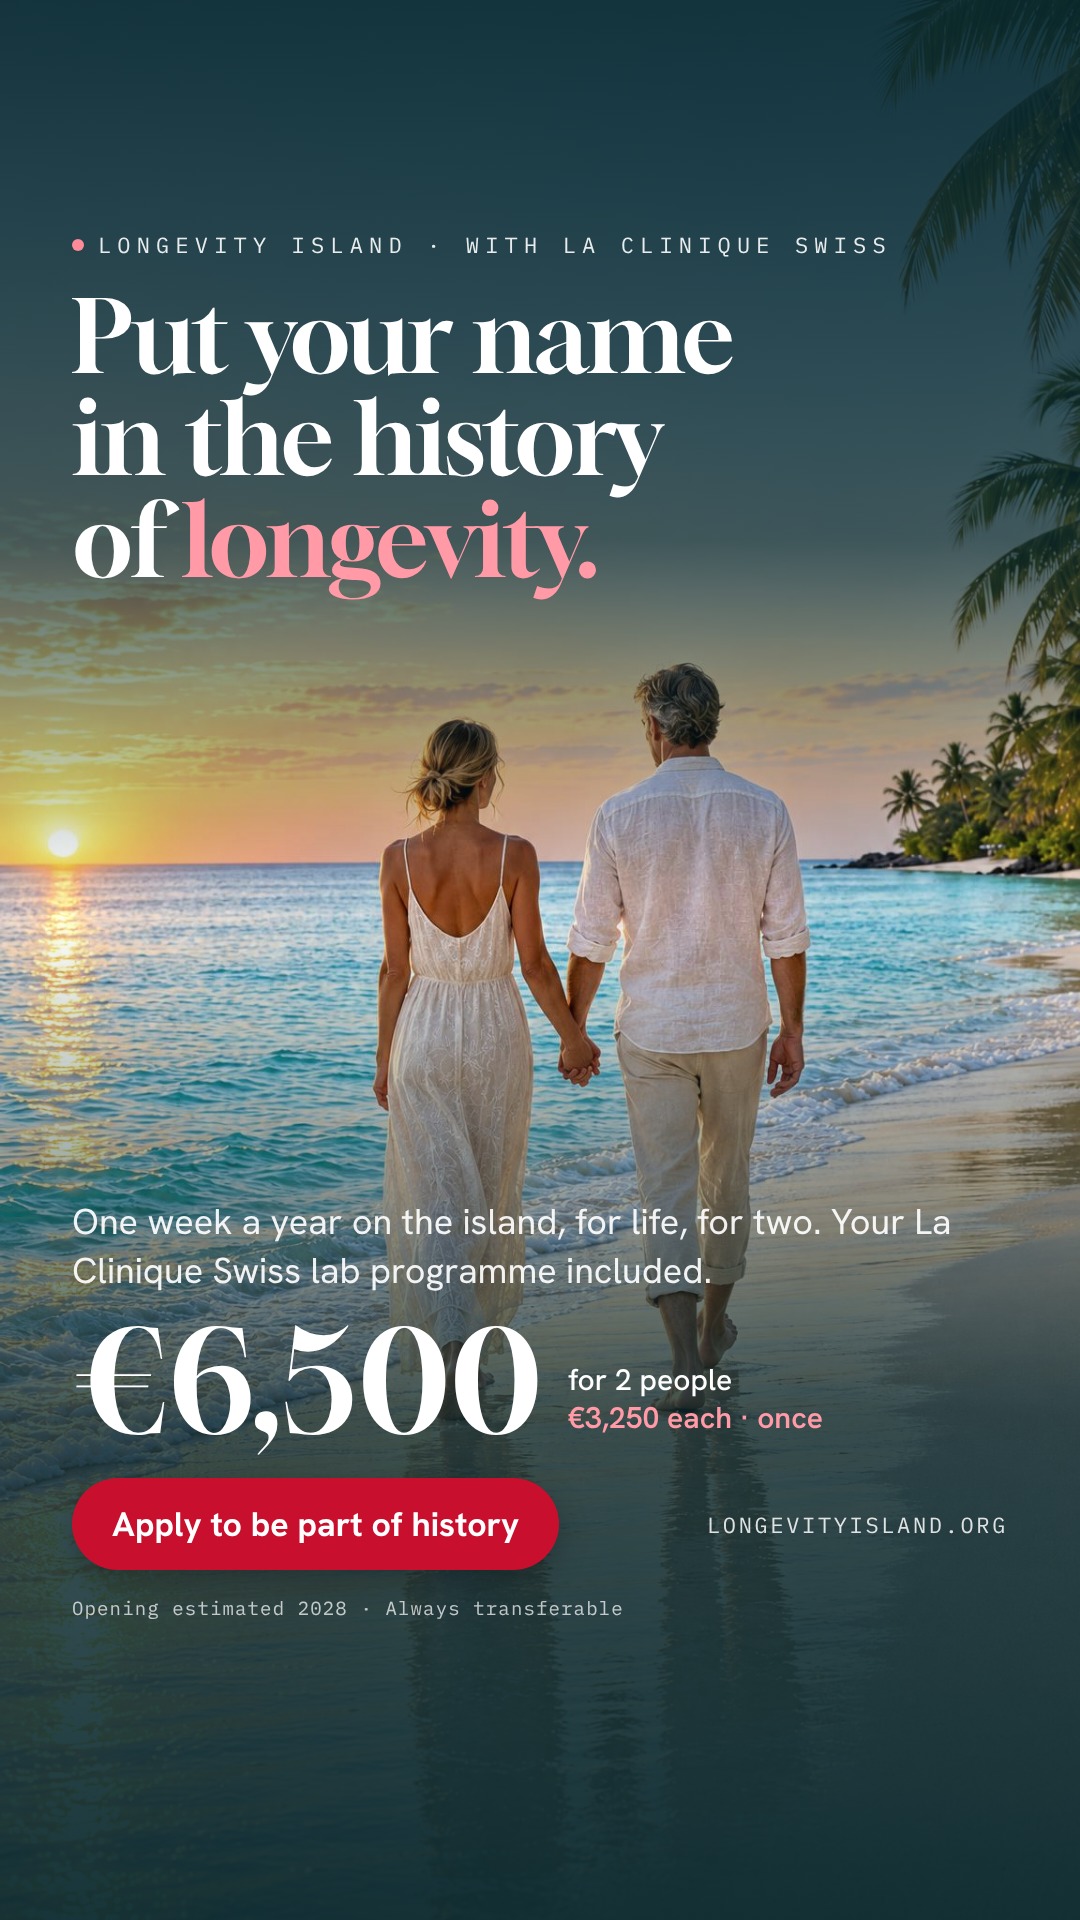 LONGEVITY ISLAND · WITH LA CLINIQUE SWISS
Put your name
in the history
of longevity.
One week a year on the island, for life, for two. Your La
Clinique Swiss lab programme included.
€6,500
for 2 people
€3,250 each · once
Apply to be part of history
LONGEVITYISLAND.ORG
Opening estimated 2028 · Always transferable